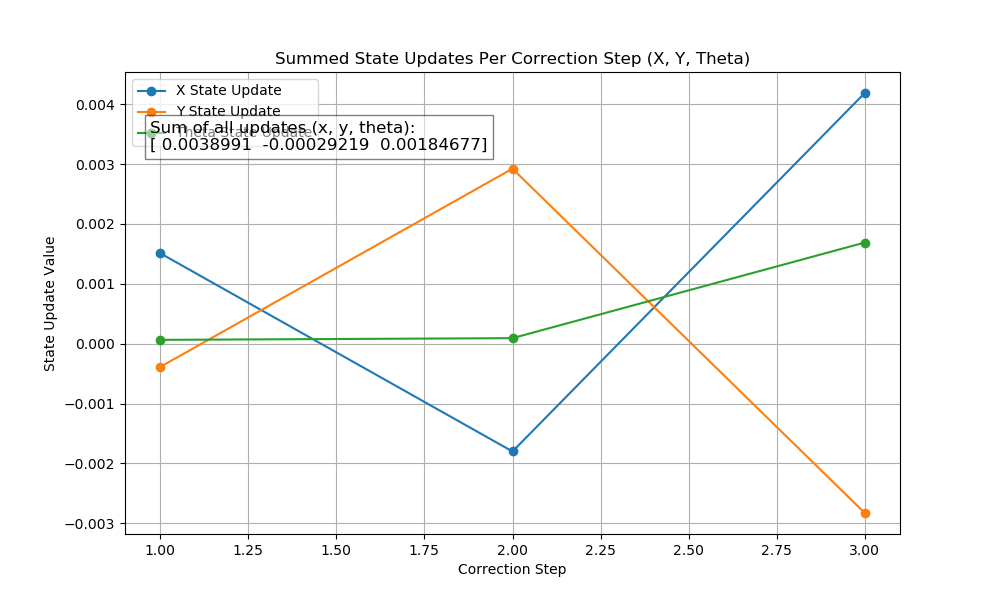 Summed State Updates Per Correction Step (X, Y, Theta)
X State Update
Y State Update
Theta State Update
Sum of all updates (x, y, theta):
[ 0.0038991  -0.00029219  0.00184677]
State Update Value
0.004
0.003
0.002
0.001
0.000
−0.001
−0.002
−0.003
1.00 1.25 1.50 1.75 2.00 2.25 2.50 2.75 3.00
Correction Step